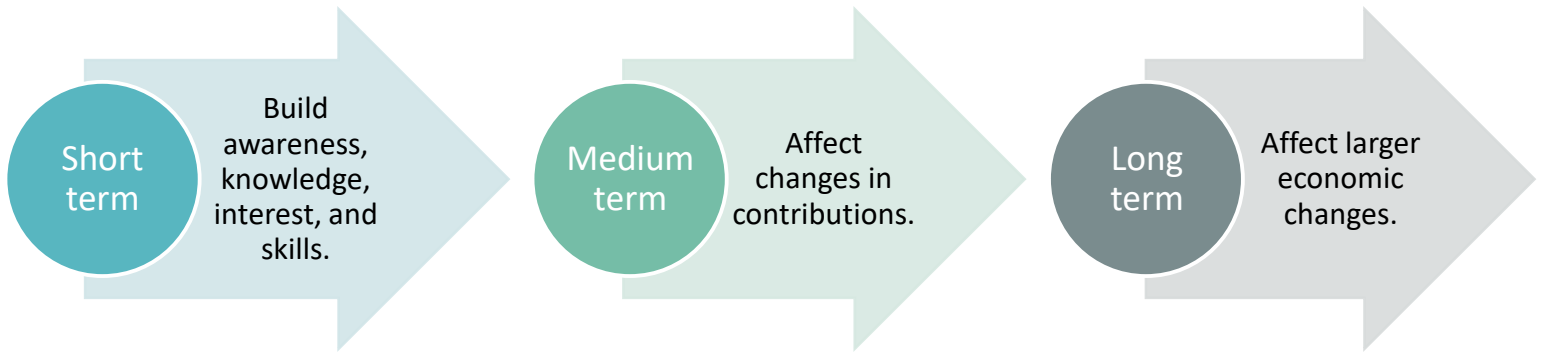 Short
term
Build
awareness,
knowledge,
interest, and
skills.
Medium
term
Affect
changes in
contributions.
Long
term
Affect larger
economic
changes.